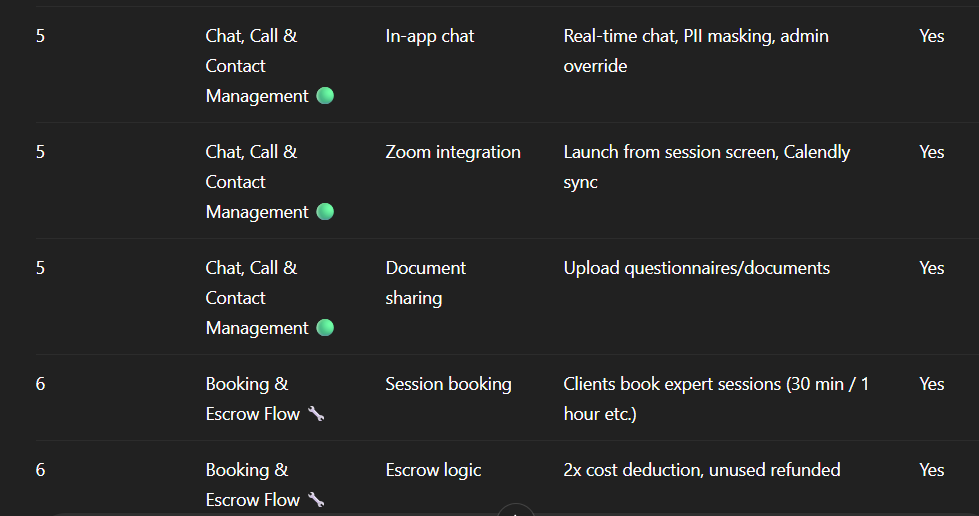 5
Chat, Call &
Contact
Management
In-app chat
Real-time chat, PII masking, admin
override
Yes
5
Chat, Call &
Contact
Management
Zoom integration
Launch from session screen, Calendly
sync
Yes
5
Chat, Call &
Contact
Management
Document
sharing
Upload questionnaires/documents
Yes
6
Booking &
Escrow Flow
Session booking
Clients book expert sessions (30 min / 1
hour etc.)
Yes
6
Booking &
Escrow Flow
Escrow logic
2x cost deduction, unused refunded
Yes